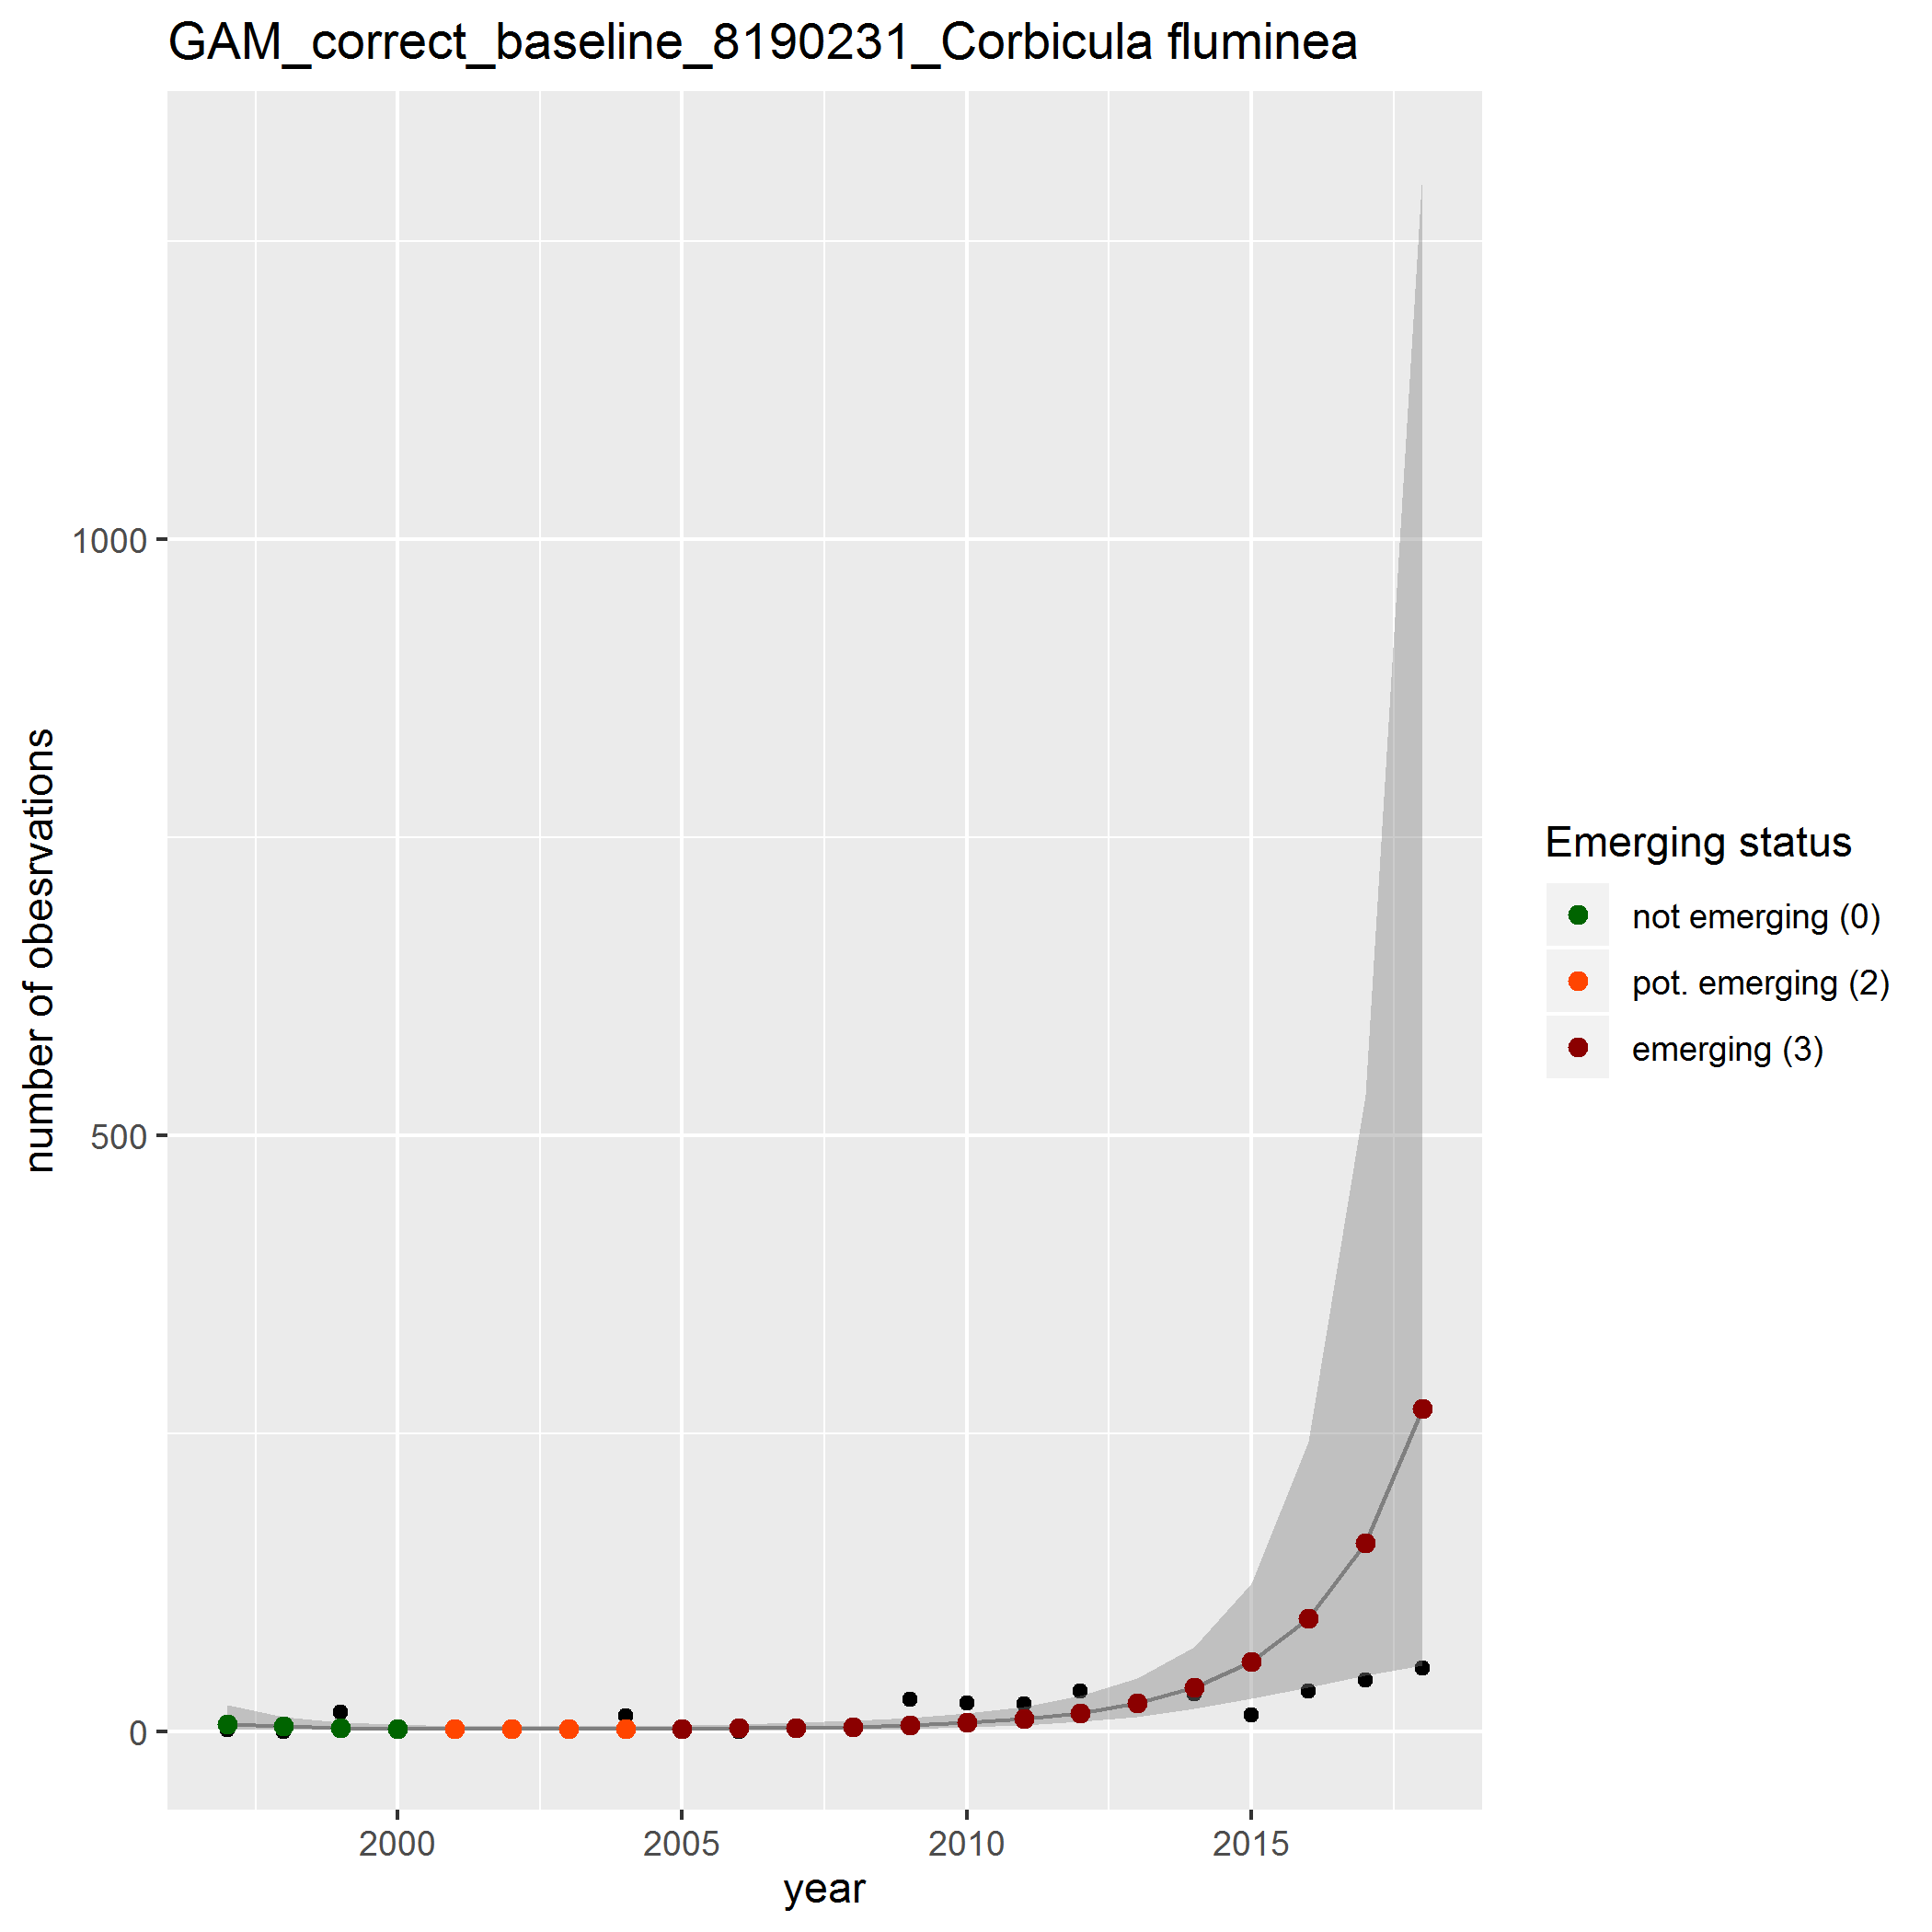 GAM_correct_baseline_8190231_Corbicula fluminea
number of obesrvations
1000
500
0
2000
2005
2010
2015
year
Emerging status
not emerging (0)
pot. emerging (2)
emerging (3)